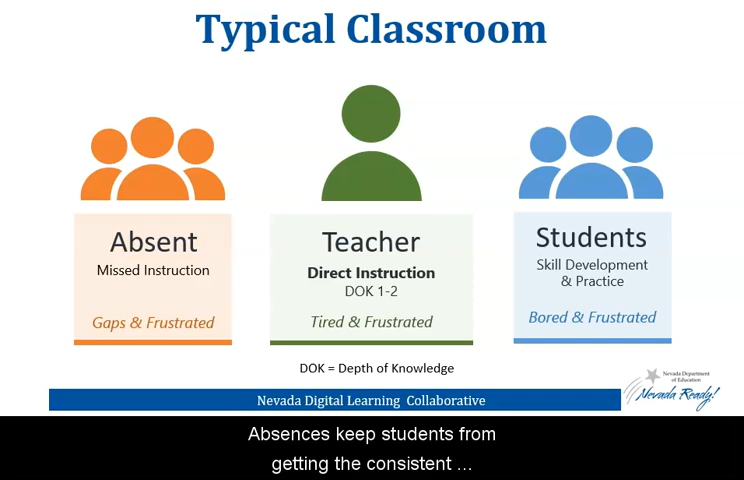 Typical Classroom
Absent
Missed Instruction
Gaps & Frustrated
Teacher
Direct Instruction
DOK 1-2
Tired & Frustrated
Students
Skill Development
& Practice
Bored & Frustrated
DOK = Depth of Knowledge
Nevada Digital Learning Collaborative
Nevada Department
of Education
Nevada Ready!
Absences keep students from
getting the consistent ...